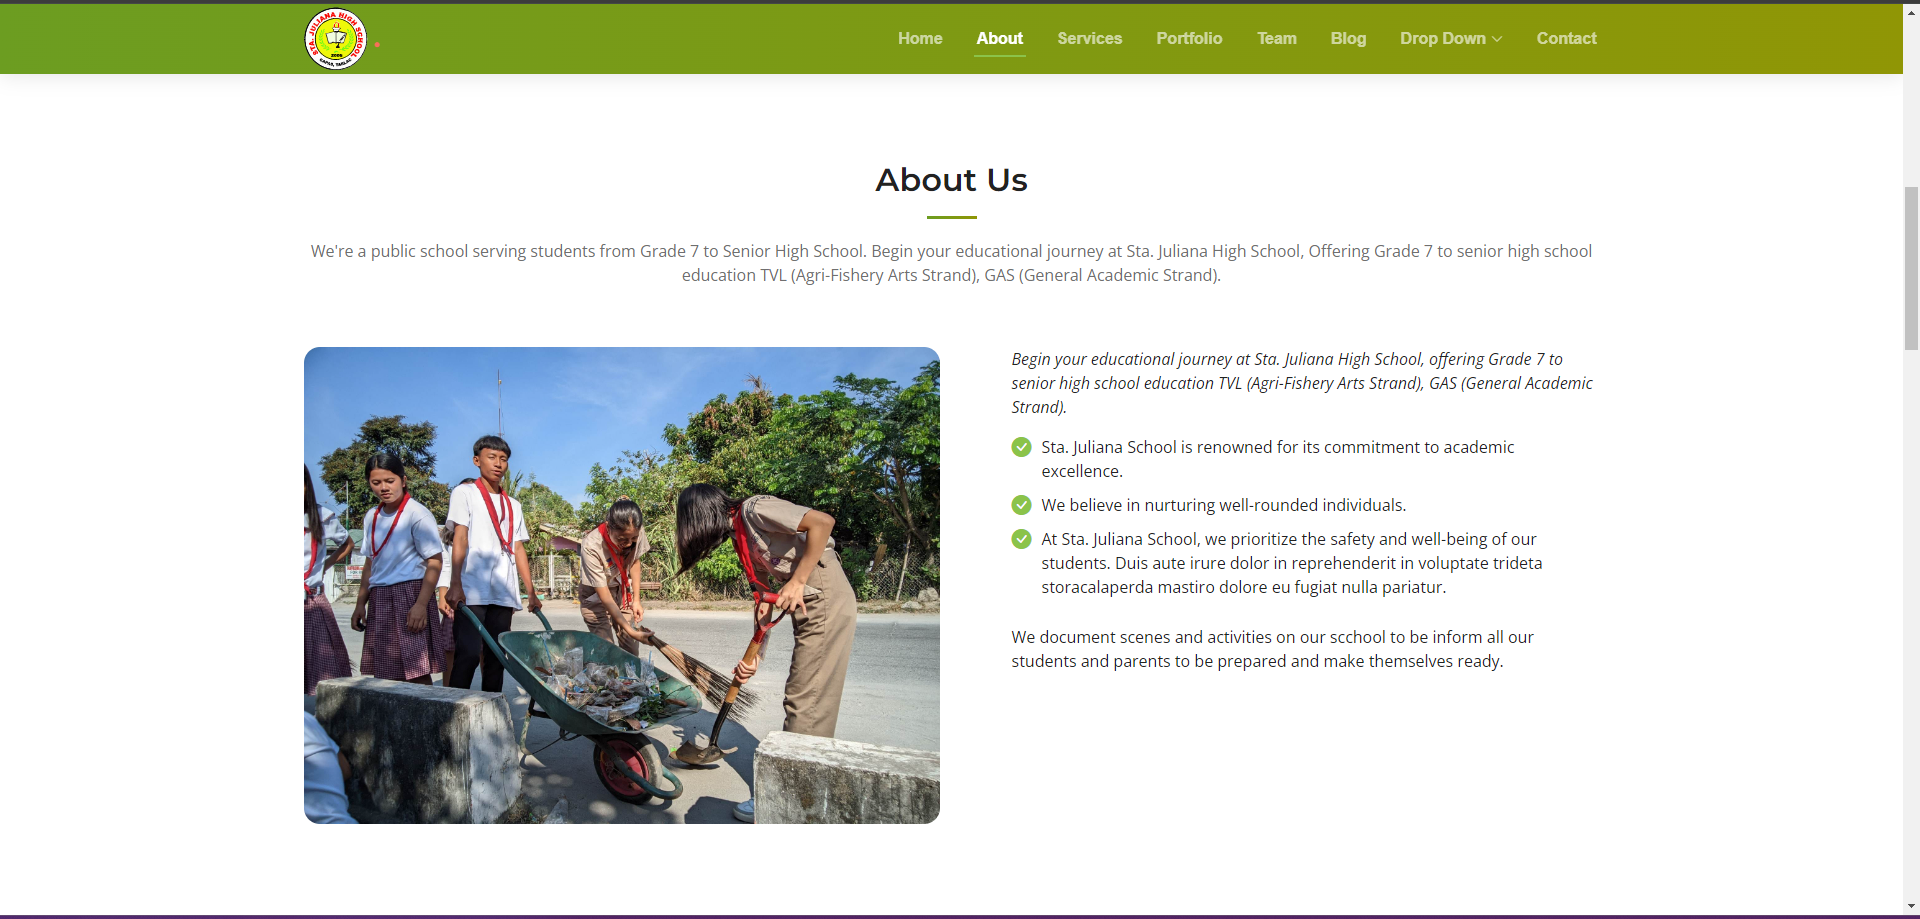 STA. JULIANA HIGH SCHOOL
2006
CAPAS, TARLAC
Home About Services Portfolio Team Blog Drop Down Contact
About Us
We're a public school serving students from Grade 7 to Senior High School. Begin your educational journey at Sta. Juliana High School, Offering Grade 7 to senior high school
education TVL (Agri-Fishery Arts Strand), GAS (General Academic Strand).
Begin your educational journey at Sta. Juliana High School, offering Grade 7 to
senior high school education TVL (Agri-Fishery Arts Strand), GAS (General Academic
Strand).
Sta. Juliana School is renowned for its commitment to academic
excellence.
We believe in nurturing well-rounded individuals.
At Sta. Juliana School, we prioritize the safety and well-being of our
students. Duis aute irure dolor in reprehenderit in voluptate trideta
storacalaperda mastiro dolore eu fugiat nulla pariatur.
We document scenes and activities on our scchool to be inform all our
students and parents to be prepared and make themselves ready.